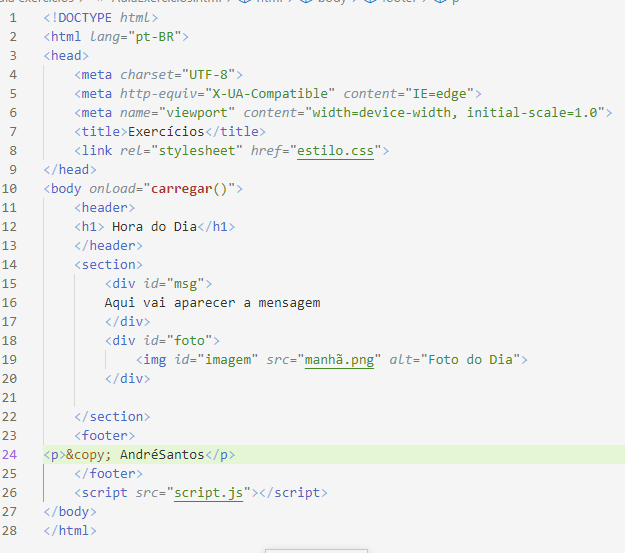 html > body > footer > p
1 <!DOCTYPE html>
2 <html lang="pt-BR">
3 <head>
4 <meta charset="UTF-8">
5 <meta http-equiv="X-UA-Compatible" content="IE=edge">
6 <meta name="viewport" content="width=device-width, initial-scale=1.0">
7 <title>Exercícios</title>
8 <link rel="stylesheet" href="estilo.css">
9 </head>
10 <body onload="carregar()">
11 <header>
12 <h1> Hora do Dia</h1>
13 </header>
14 <section>
15 <div id="msg">
16 Aqui vai aparecer a mensagem
17 </div>
18 <div id="foto">
19 <img id="imagem" src="manhã.png" alt="Foto do Dia">
20 </div>
21
22 </section>
23 <footer>
24 <p>&copy; AndréSantos</p>
25 </footer>
26 <script src="script.js"></script>
27 </body>
28 </html>